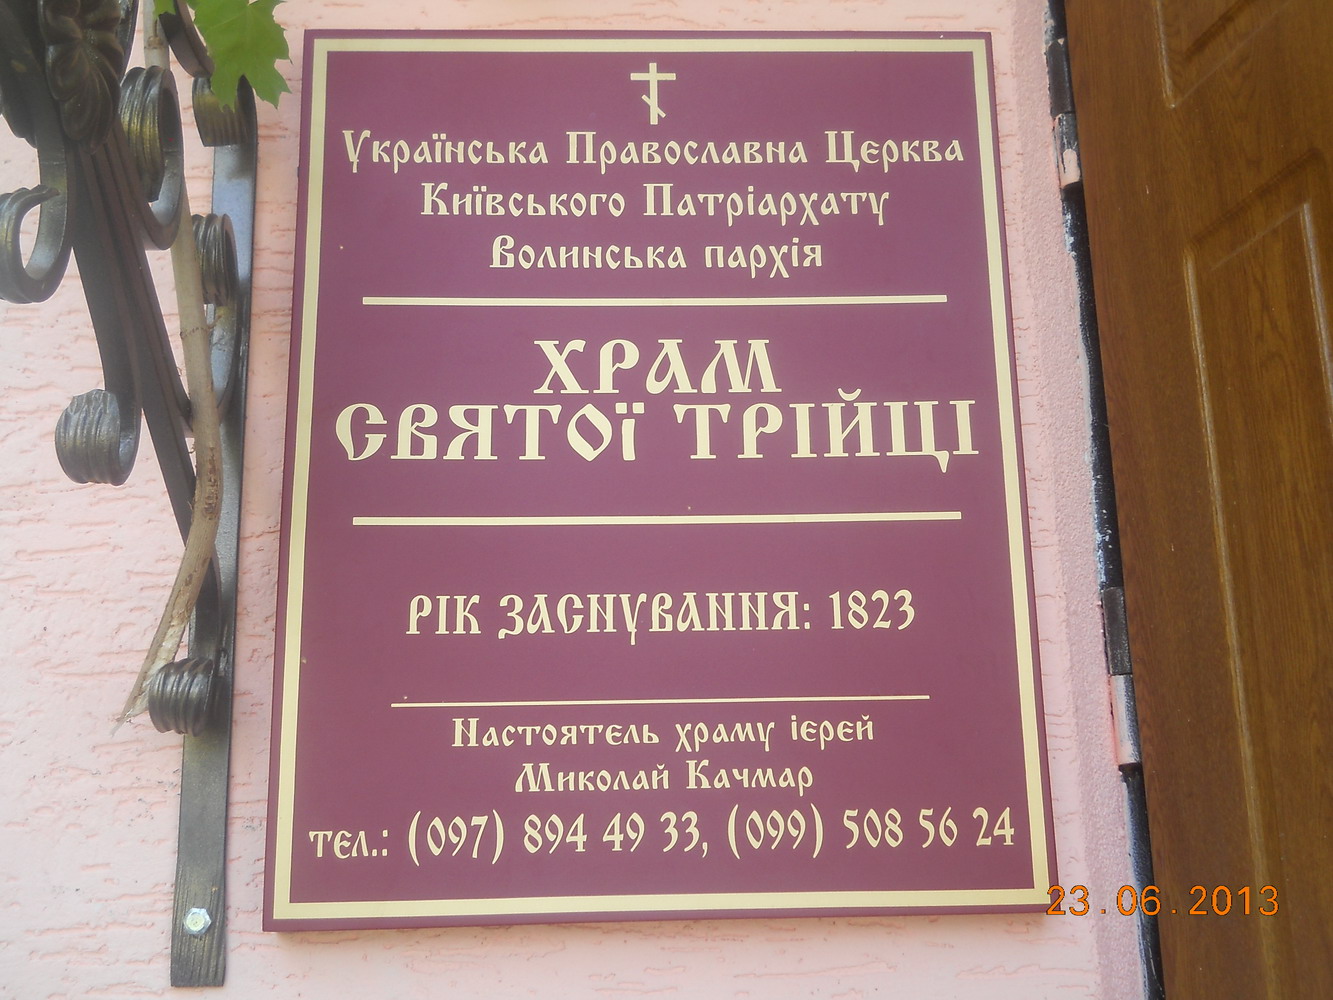 Українська Православна Церква
Київського Патріархату
Волинська пархія
ХРАМ
СВЯТОЇ ТРІЙЦІ
РІК ЗАСНУВАННЯ: 1823
Настоятель храму ієрей
Миколай Качмар
тел.: (097) 894 49 33, (099) 508 56 24
23.06.2013